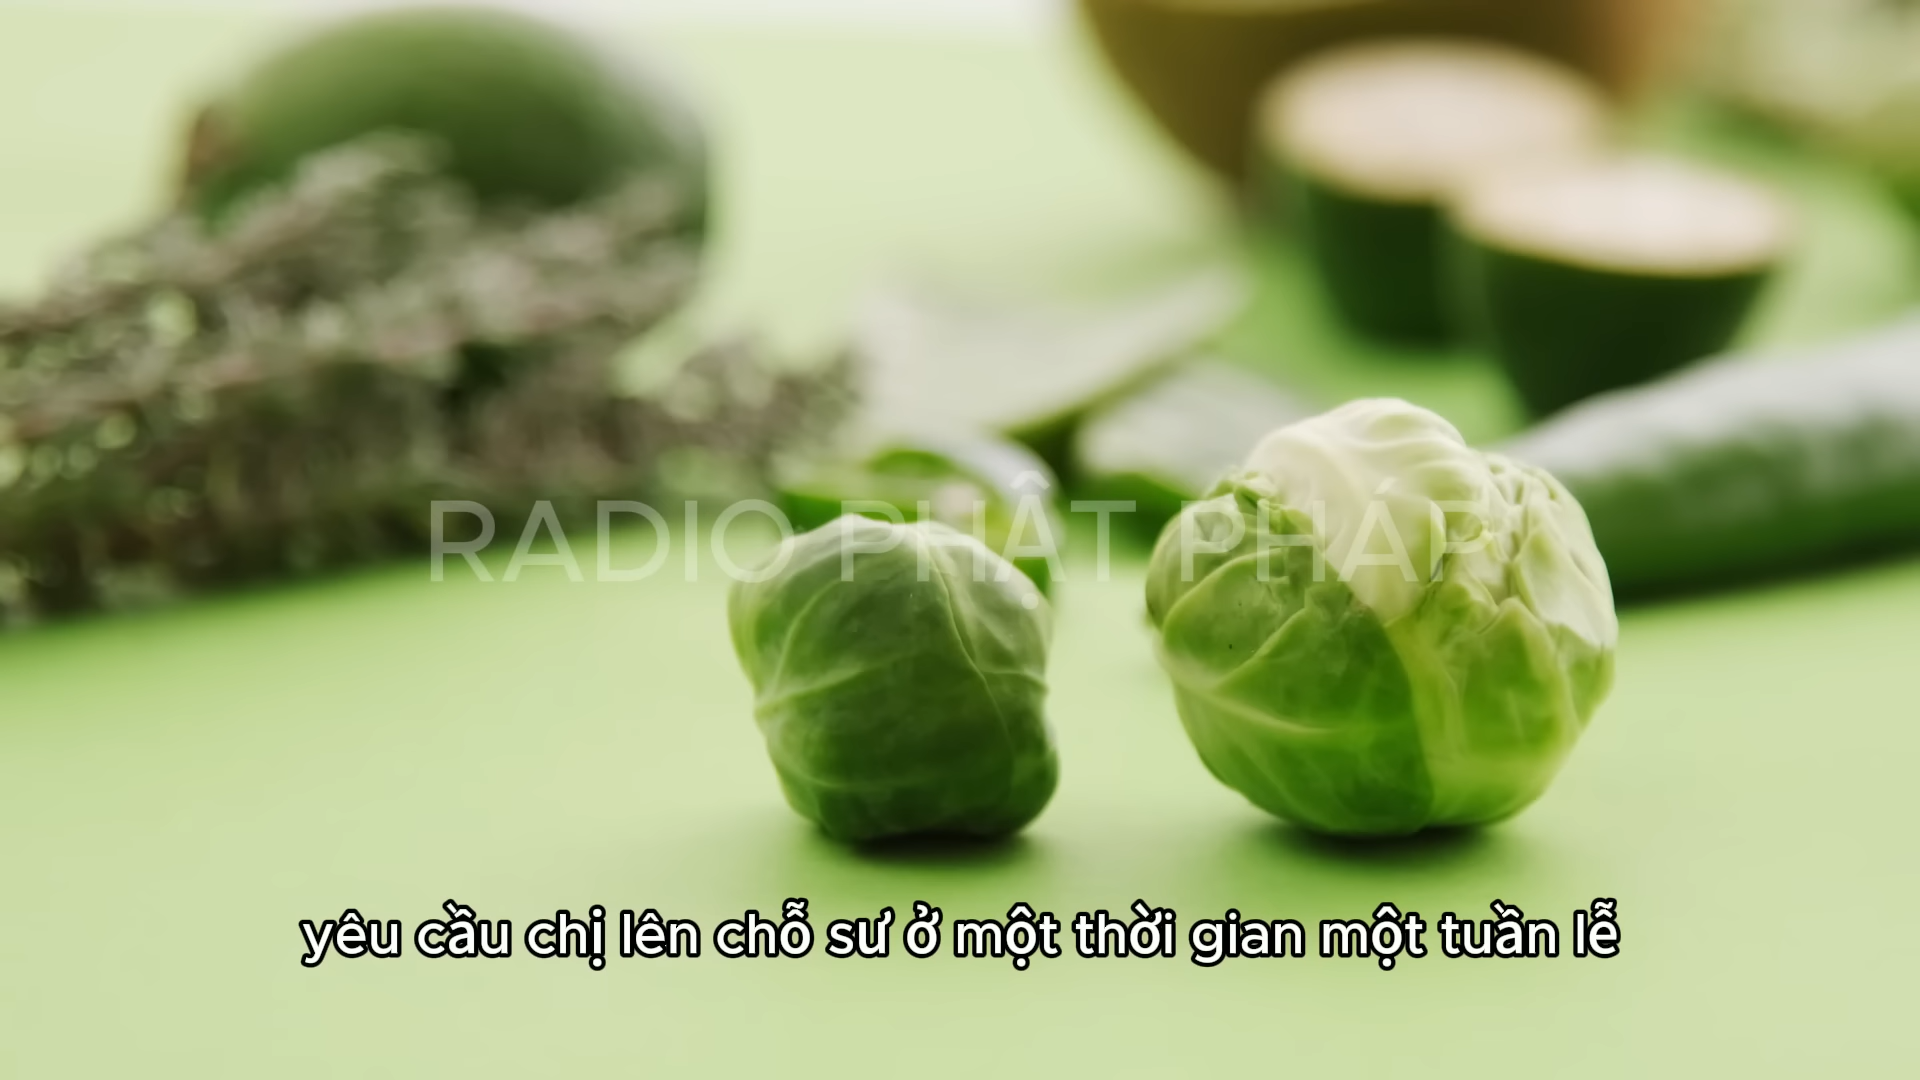 RADIO PHẬT PHÁP
yêu cầu chị lên chỗ sư ở một thời gian một tuần lễ